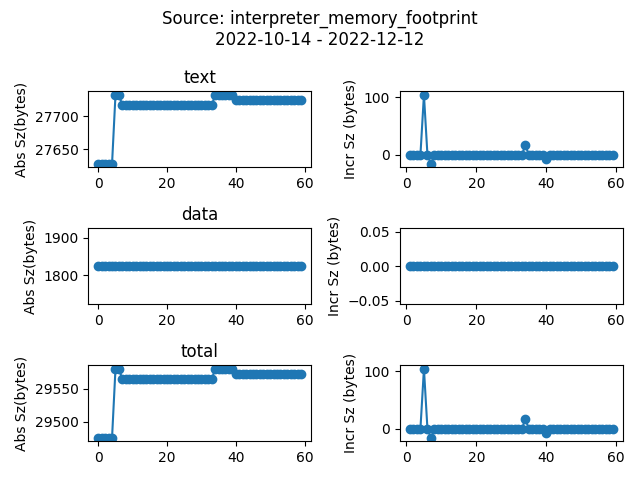 Source: interpreter_memory_footprint
2022-10-14 - 2022-12-12
text
Abs Sz(bytes)
27700
27650
0 20 40 60
Incr Sz (bytes)
100
0
0 20 40 60
data
Abs Sz(bytes)
1900
1800
0 20 40 60
Incr Sz (bytes)
0.05
0.00
−0.05
0 20 40 60
total
Abs Sz(bytes)
29550
29500
0 20 40 60
Incr Sz (bytes)
100
0
0 20 40 60